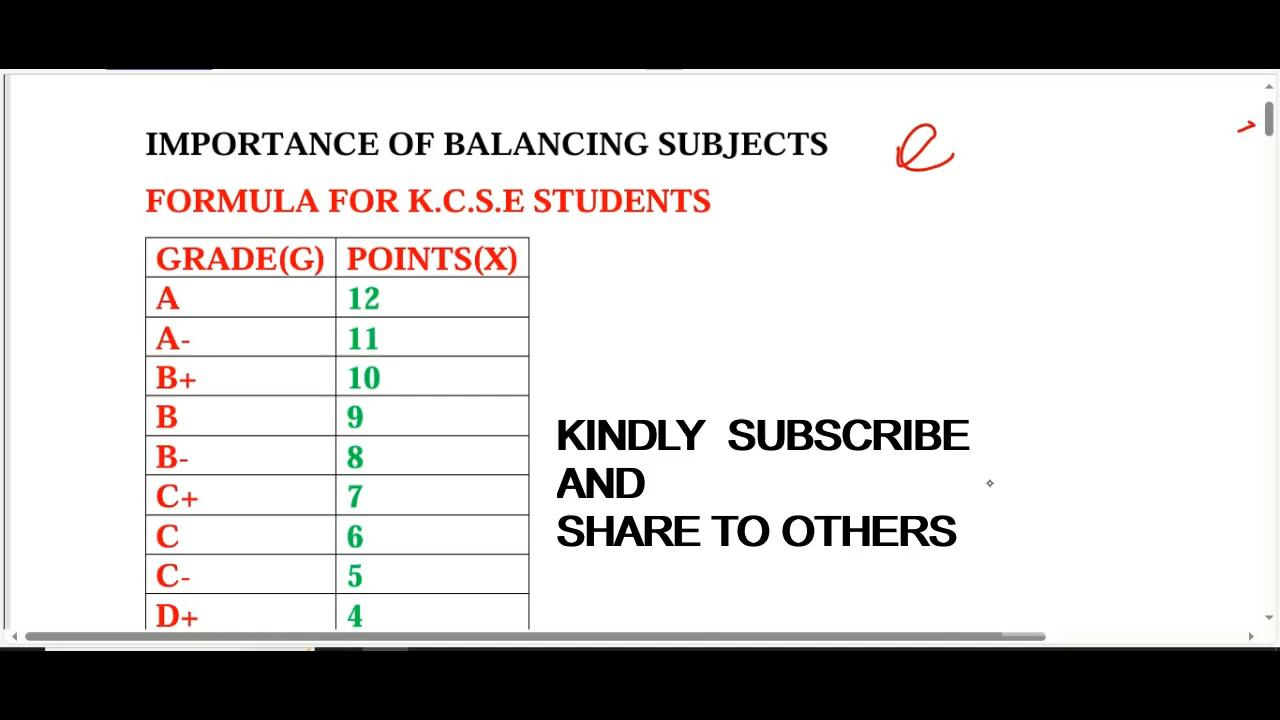 IMPORTANCE OF BALANCING SUBJECTS
FORMULA FOR K.C.S.E STUDENTS
GRADE(G) POINTS(X)
A 12
A- 11
B+ 10
B 9
B- 8
C+ 7
C 6
C- 5
D+ 4
KINDLY SUBSCRIBE
AND
SHARE TO OTHERS